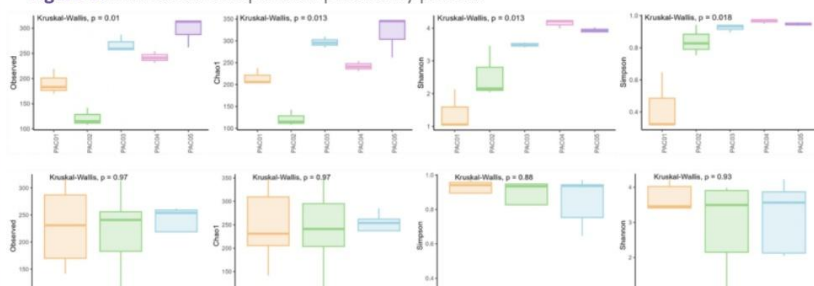 Kruskal-Wallis, p = 0.01
Observed
300
250
200
150
100
PAC01
PAC02
PAC03
PAC04
PAC05
Kruskal-Wallis, p = 0.013
Chao1
350
300
250
200
150
100
PAC01
PAC02
PAC03
PAC04
PAC05
Kruskal-Wallis, p = 0.013
Shannon
4
3
2
1
PAC01
PAC02
PAC03
PAC04
PAC05
Kruskal-Wallis, p = 0.018
Simpson
1.0
0.8
0.6
0.4
PAC01
PAC02
PAC03
PAC04
PAC05
Kruskal-Wallis, p = 0.97
Observed
300
250
200
150
Kruskal-Wallis, p = 0.97
Chao1
350
300
250
200
150
Kruskal-Wallis, p = 0.88
Simpson
1.0
0.8
0.6
0.4
Kruskal-Wallis, p = 0.93
Shannon
4
3
2